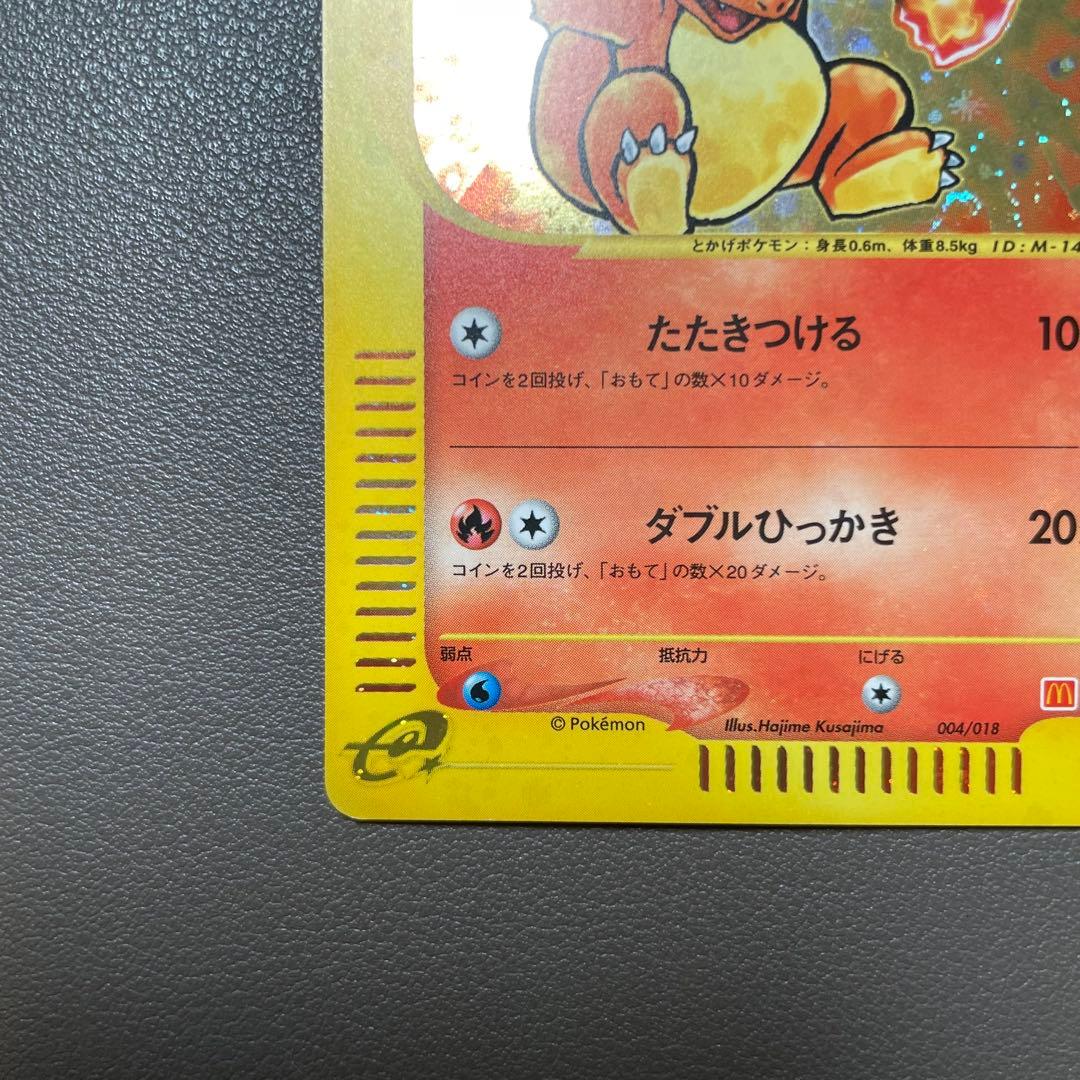 とかげポケモン：身長0.6m、体重8.5kg ID:M-14
たたきつける 10
コインを2回投げ、「おもて」の数×10ダメージ。
ダブルひっかき 20
コインを2回投げ、「おもて」の数×20ダメージ。
弱点 抵抗力 にげる
© Pokémon Illus.Hajime Kusajima 004/018
e